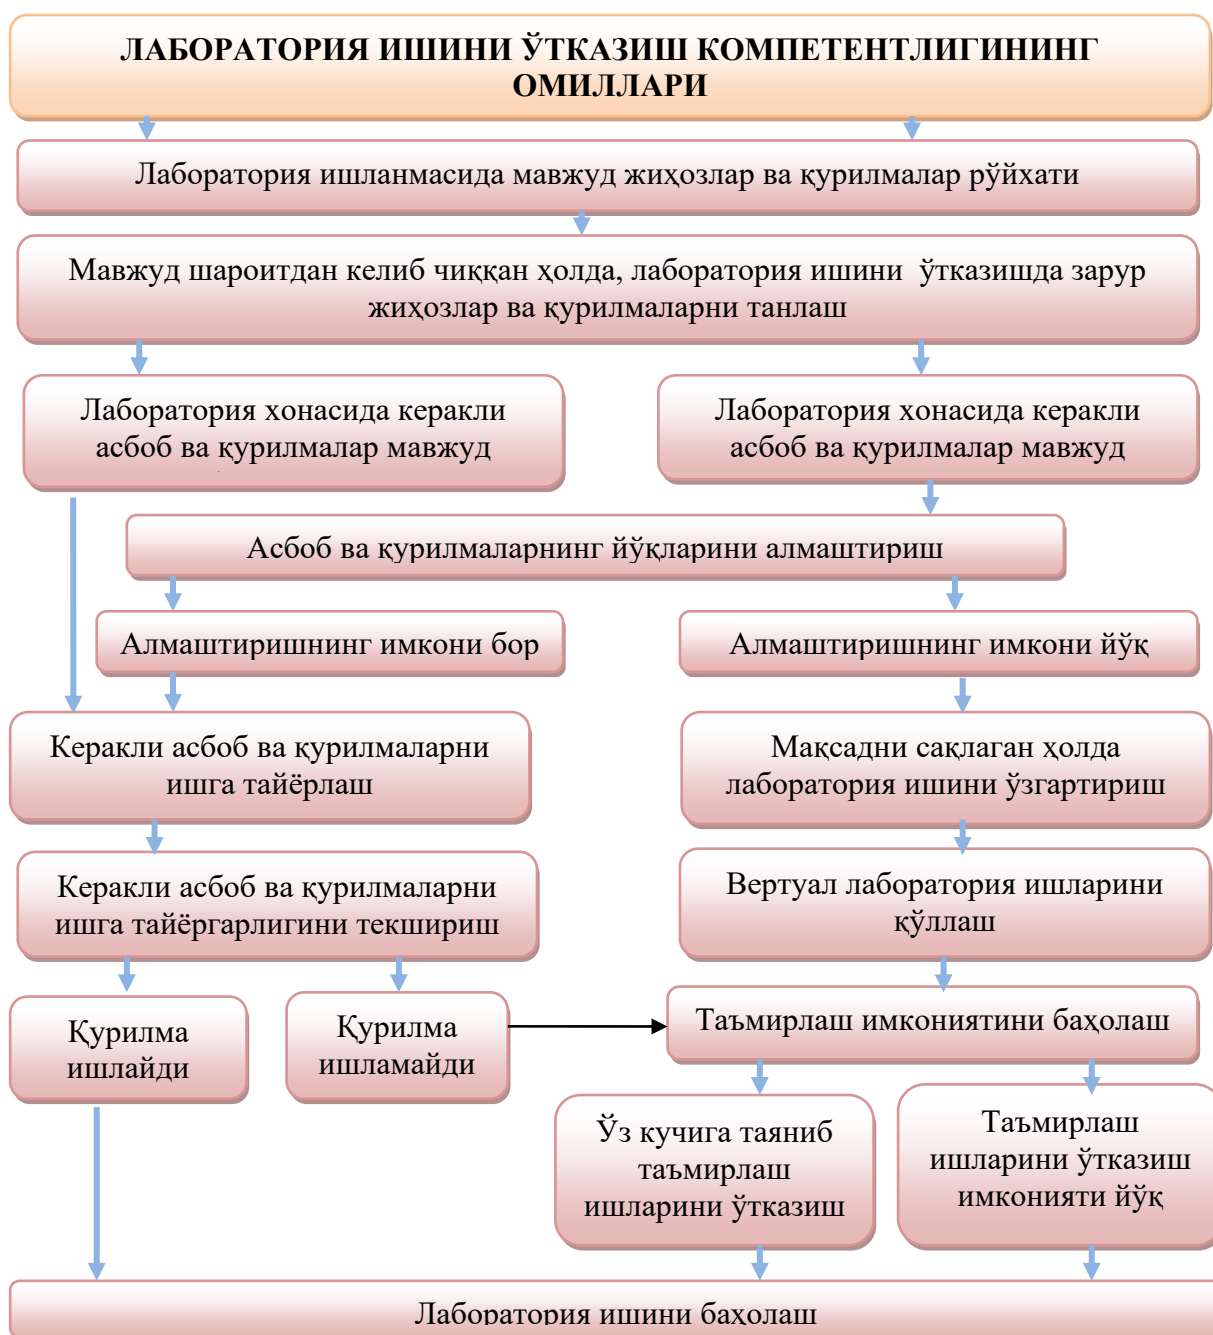 ЛАБОРАТОРИЯ ИШИНИ ЎТКАЗИШ КОМПЕТЕНТЛИГИНИНГ
ОМИЛЛАРИ
Лаборатория ишланмасида мавжуд жиҳозлар ва қурилмалар рўйхати
Мавжуд шароитдан келиб чиққан ҳолда, лаборатория ишини ўтказишда зарур
жиҳозлар ва қурилмаларни танлаш
Лаборатория хонасида керакли
асбоб ва қурилмалар мавжуд
Лаборатория хонасида керакли
асбоб ва қурилмалар мавжуд
Асбоб ва қурилмаларнинг йўқларини алмаштириш
Алмаштиришнинг имкони бор
Алмаштиришнинг имкони йўқ
Керакли асбоб ва қурилмаларни
ишга тайёрлаш
Мақсадни сақлаган ҳолда
лаборатория ишини ўзгартириш
Керакли асбоб ва қурилмаларни
ишга тайёргарлигини текшириш
Вертуал лаборатория ишларини
қўллаш
Қурилма
ишлайди
Қурилма
ишламайди
Таъмирлаш имкониятини баҳолаш
Ўз кучига таяниб
таъмирлаш
ишларини ўтказиш
Таъмирлаш
ишларини ўтказиш
имконияти йўқ
Лаборатория ишини баҳолаш